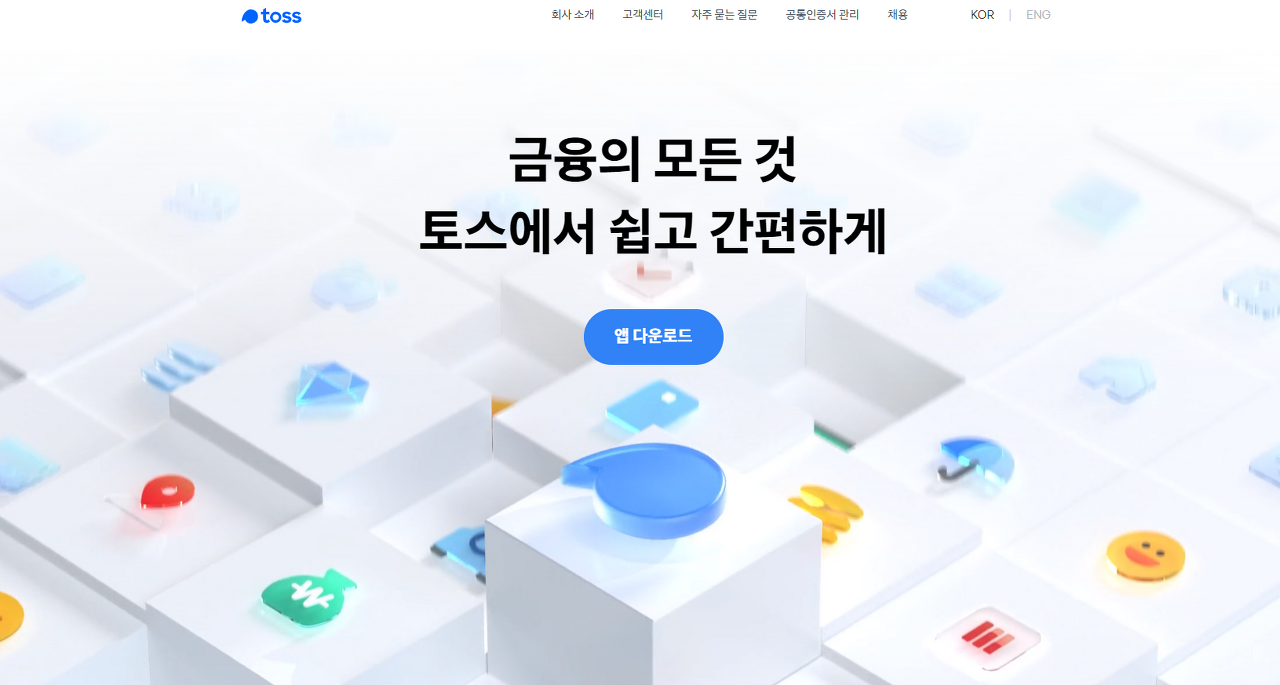 toss
회사 소개
고객센터
자주 묻는 질문
공통인증서 관리
채용
KOR | ENG
금융의 모든 것
토스에서 쉽고 간편하게
앱 다운로드